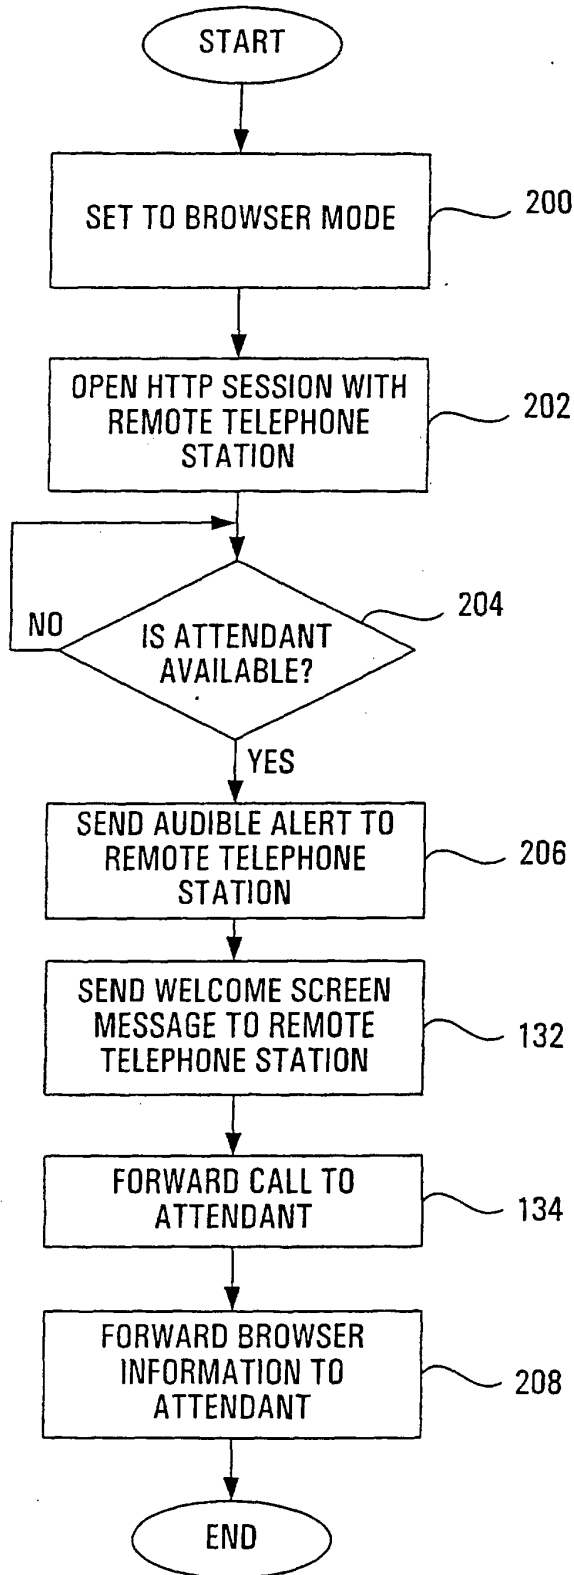 START
SET TO BROWSER MODE
200
OPEN HTTP SESSION WITH
REMOTE TELEPHONE
STATION
202
204
NO
IS ATTENDANT
AVAILABLE?
YES
SEND AUDIBLE ALERT TO
REMOTE TELEPHONE
STATION
206
SEND WELCOME SCREEN
MESSAGE TO REMOTE
TELEPHONE STATION
132
FORWARD CALL TO
ATTENDANT
134
FORWARD BROWSER
INFORMATION TO
ATTENDANT
208
END